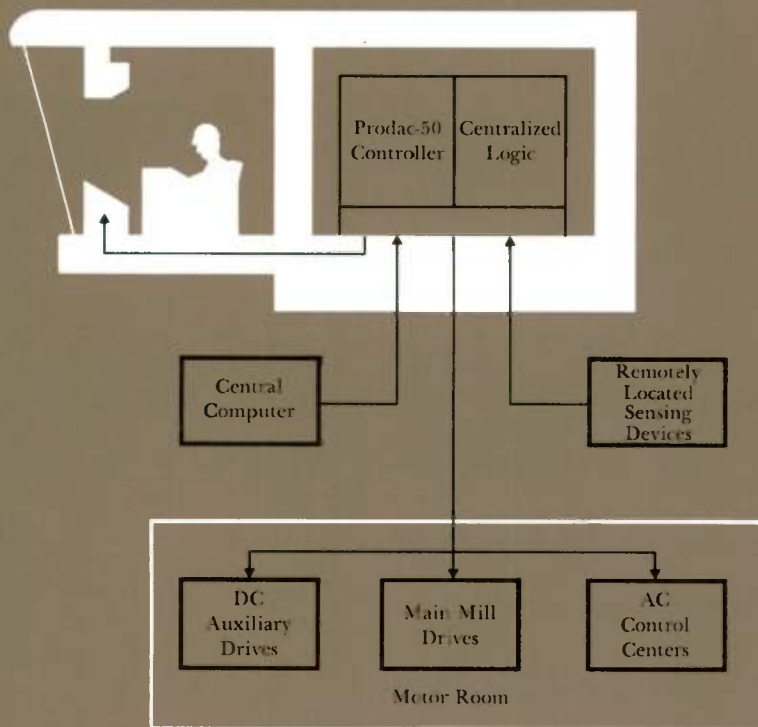 Prodac-50
Controller
Centralized
Logic
Central
Computer
Remotely
Located
Sensing
Devices
DC
Auxiliary
Drives
Main Mill
Drives
AC
Control
Centers
Motor Room